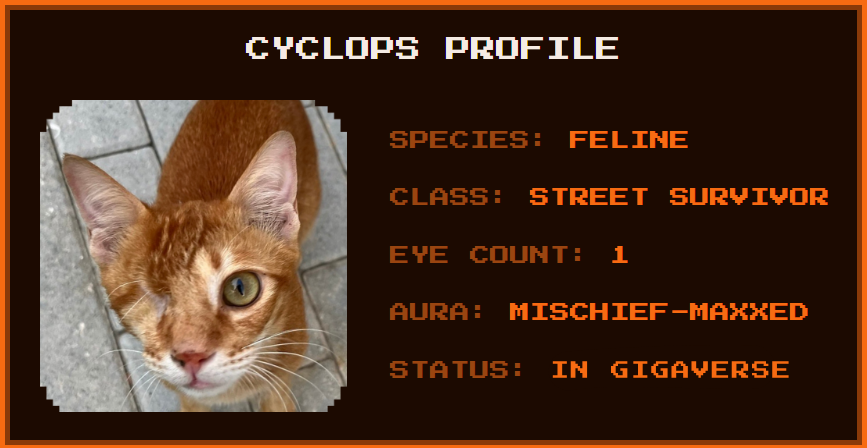 CYCLOPS PROFILE
SPECIES: FELINE
CLASS: STREET SURVIVOR
EYE COUNT: 1
AURA: MISCHIEF-MAXXED
STATUS: IN GIGAVERSE